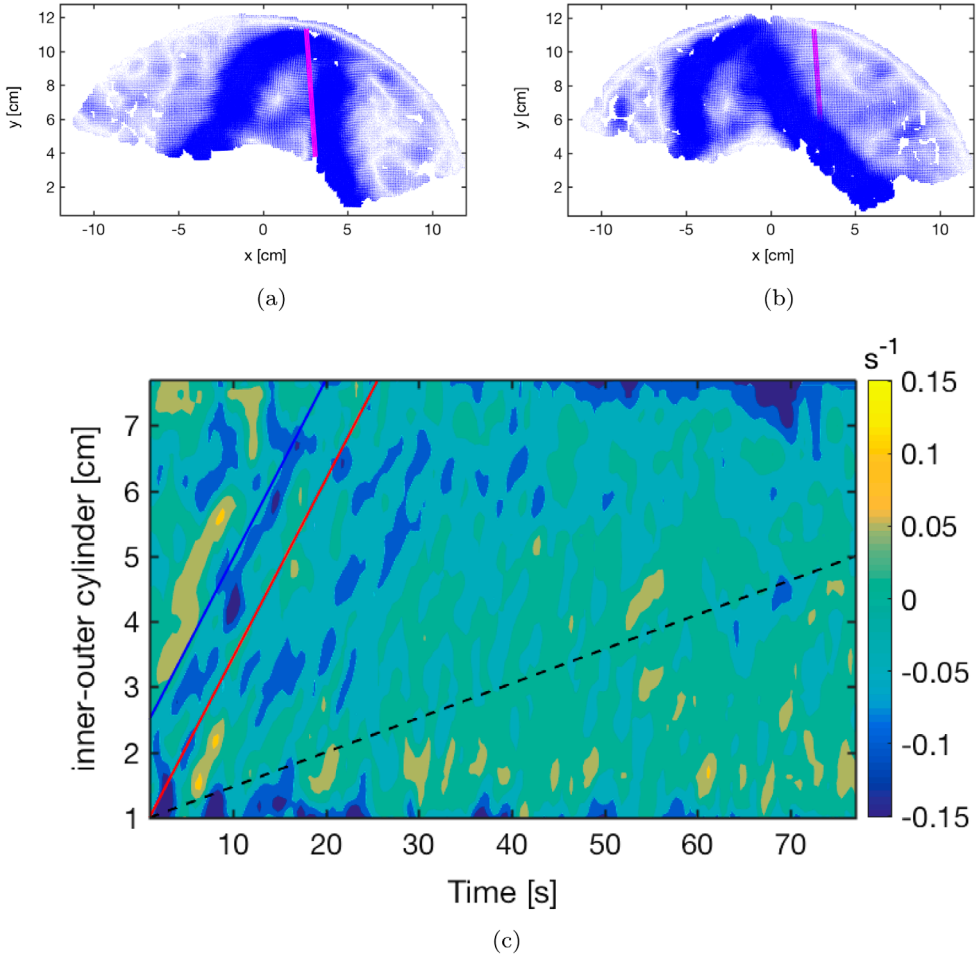 12
10
8
6
4
2
y [cm]
-10 -5 0 5 10
x [cm]
(a)
12
10
8
6
4
2
y [cm]
-10 -5 0 5 10
x [cm]
(b)
s⁻¹
7
6
5
4
3
2
1
inner-outer cylinder [cm]
10 20 30 40 50 60 70
Time [s]
0.15
0.1
0.05
0
-0.05
-0.1
-0.15
(c)